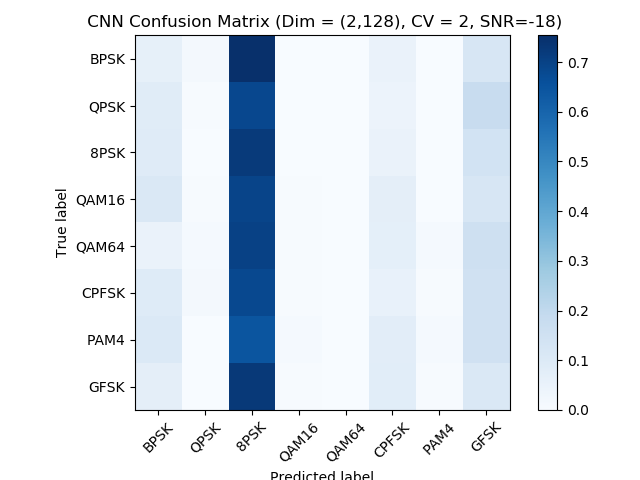 CNN Confusion Matrix (Dim = (2,128), CV = 2, SNR=-18)
True label
BPSK
QPSK
8PSK
QAM16
QAM64
CPFSK
PAM4
GFSK
BPSK
QPSK
8PSK
QAM16
QAM64
CPFSK
PAM4
GFSK
Predicted label
0.7
0.6
0.5
0.4
0.3
0.2
0.1
0.0